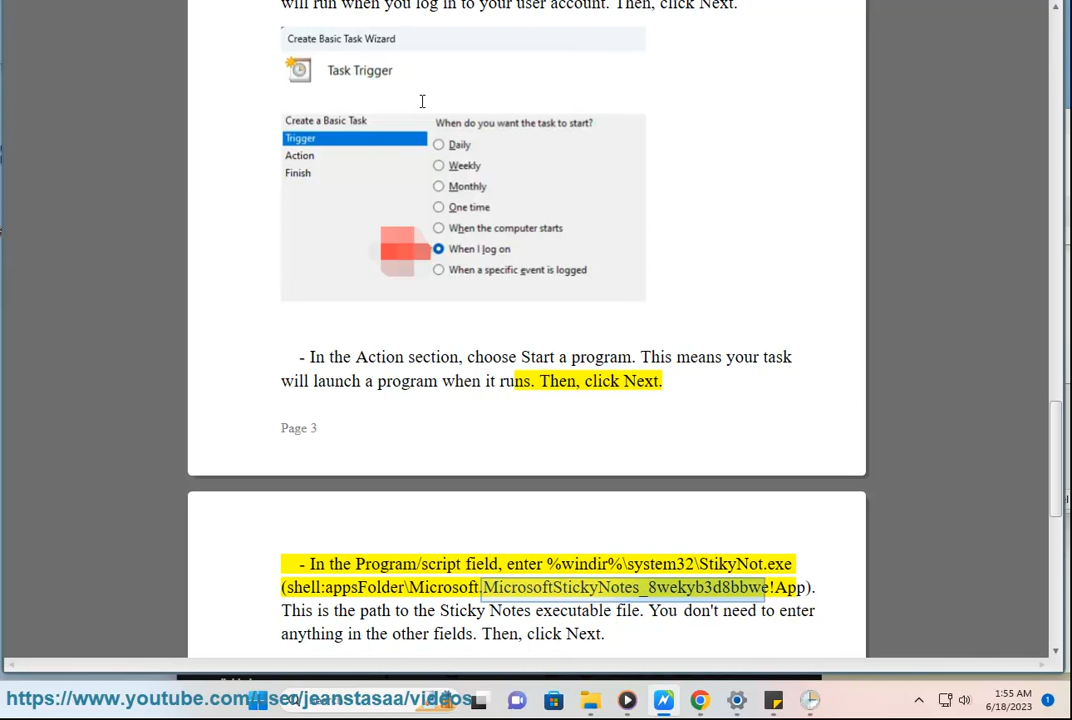 will run when you log in to your user account. Then, click Next.
Create Basic Task Wizard
Task Trigger
Create a Basic Task
Trigger
Action
Finish
When do you want the task to start?
Daily
Weekly
Monthly
One time
When the computer starts
When I log on
When a specific event is logged
- In the Action section, choose Start a program. This means your task
will launch a program when it runs. Then, click Next.
Page 3
- In the Program/script field, enter %windir%\system32\StikyNot.exe
(shell:appsFolder\Microsoft.MicrosoftStickyNotes_8wekyb3d8bbwe!App).
This is the path to the Sticky Notes executable file. You don't need to enter
anything in the other fields. Then, click Next.
https://www.youtube.com/user/jeanstasaa/videos
1:55 AM
6/18/2023
1